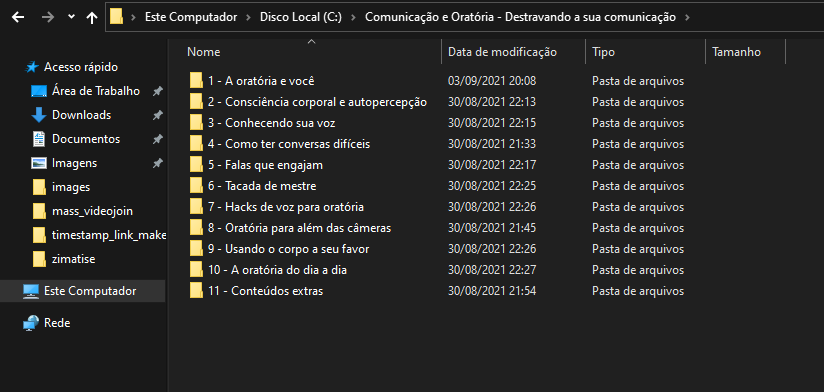 Este Computador > Disco Local (C:) > Comunicação e Oratória - Destravando a sua comunicação >
Nome Data de modificação Tipo Tamanho
Acesso rápido
Área de Trabalho
Downloads
Documentos
Imagens
images
mass_videojoin
timestamp_link_make
zimatise
Este Computador
Rede
1 - A oratória e você 03/09/2021 20:08 Pasta de arquivos
2 - Consciência corporal e autopercepção 30/08/2021 22:13 Pasta de arquivos
3 - Conhecendo sua voz 30/08/2021 22:15 Pasta de arquivos
4 - Como ter conversas difíceis 30/08/2021 21:33 Pasta de arquivos
5 - Falas que engajam 30/08/2021 22:17 Pasta de arquivos
6 - Tacada de mestre 30/08/2021 22:25 Pasta de arquivos
7 - Hacks de voz para oratória 30/08/2021 22:26 Pasta de arquivos
8 - Oratória para além das câmeras 30/08/2021 21:45 Pasta de arquivos
9 - Usando o corpo a seu favor 30/08/2021 22:26 Pasta de arquivos
10 - A oratória do dia a dia 30/08/2021 22:27 Pasta de arquivos
11 - Conteúdos extras 30/08/2021 21:54 Pasta de arquivos